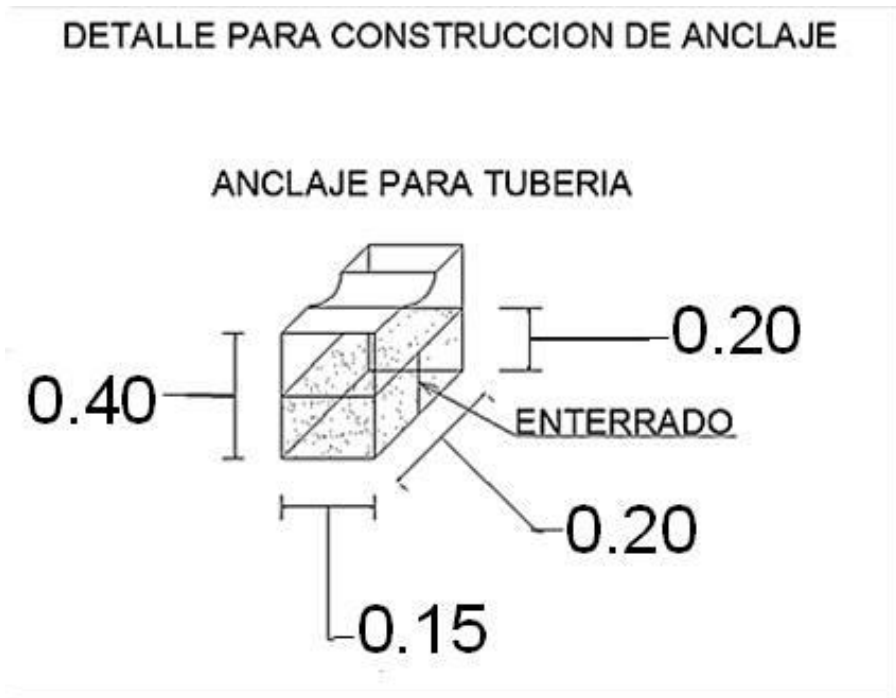 DETALLE PARA CONSTRUCCION DE ANCLAJE
ANCLAJE PARA TUBERIA
0.20
0.40
ENTERRADO
0.20
0.15